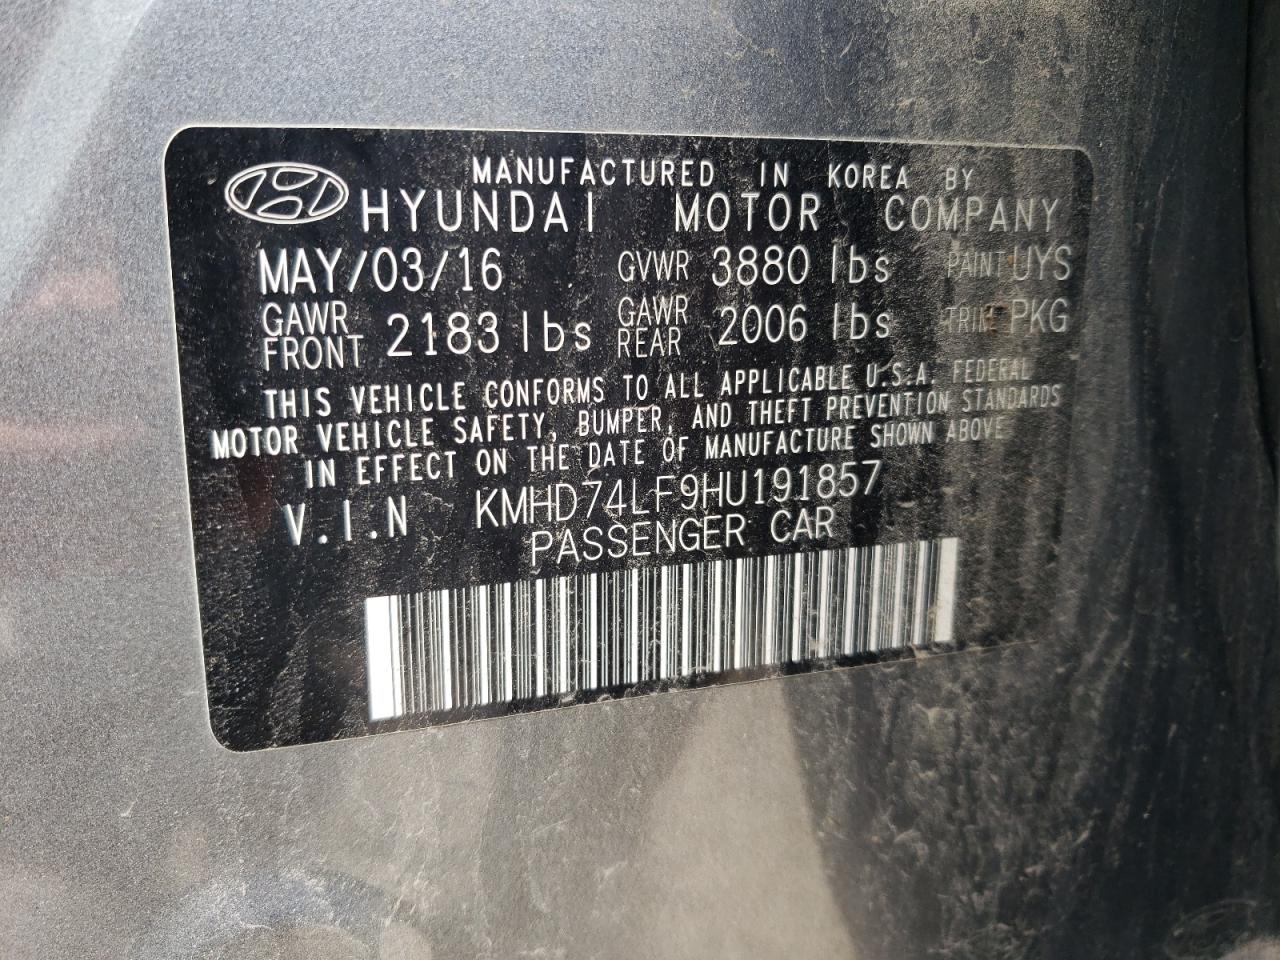 MANUFACTURED IN KOREA BY
HYUNDAI MOTOR COMPANY
MAY/03/16 GVWR 3880 lbs PAINT UYS
GAWR FRONT 2183 lbs GAWR REAR 2006 lbs TRIM PKG
THIS VEHICLE CONFORMS TO ALL APPLICABLE U.S.A. FEDERAL
MOTOR VEHICLE SAFETY, BUMPER, AND THEFT PREVENTION STANDARDS
IN EFFECT ON THE DATE OF MANUFACTURE SHOWN ABOVE
V.I.N KMHD74LF9HU191857
PASSENGER CAR